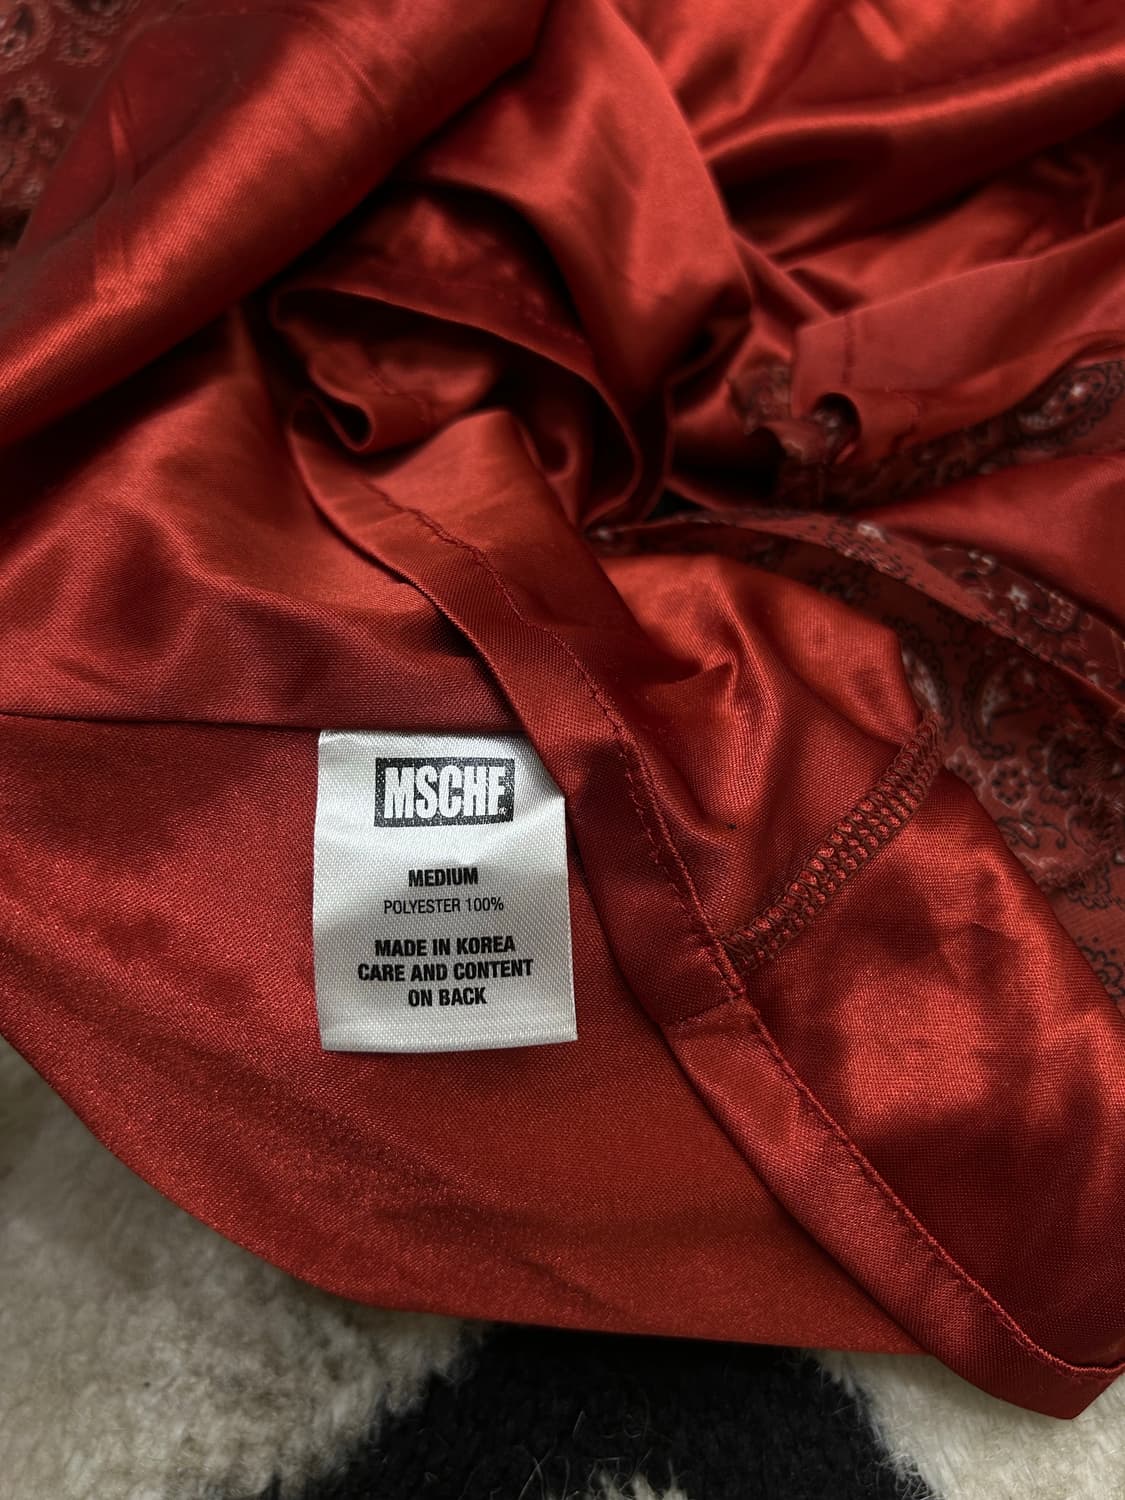 MSCHF
MEDIUM
POLYESTER 100%
MADE IN KOREA
CARE AND CONTENT
ON BACK